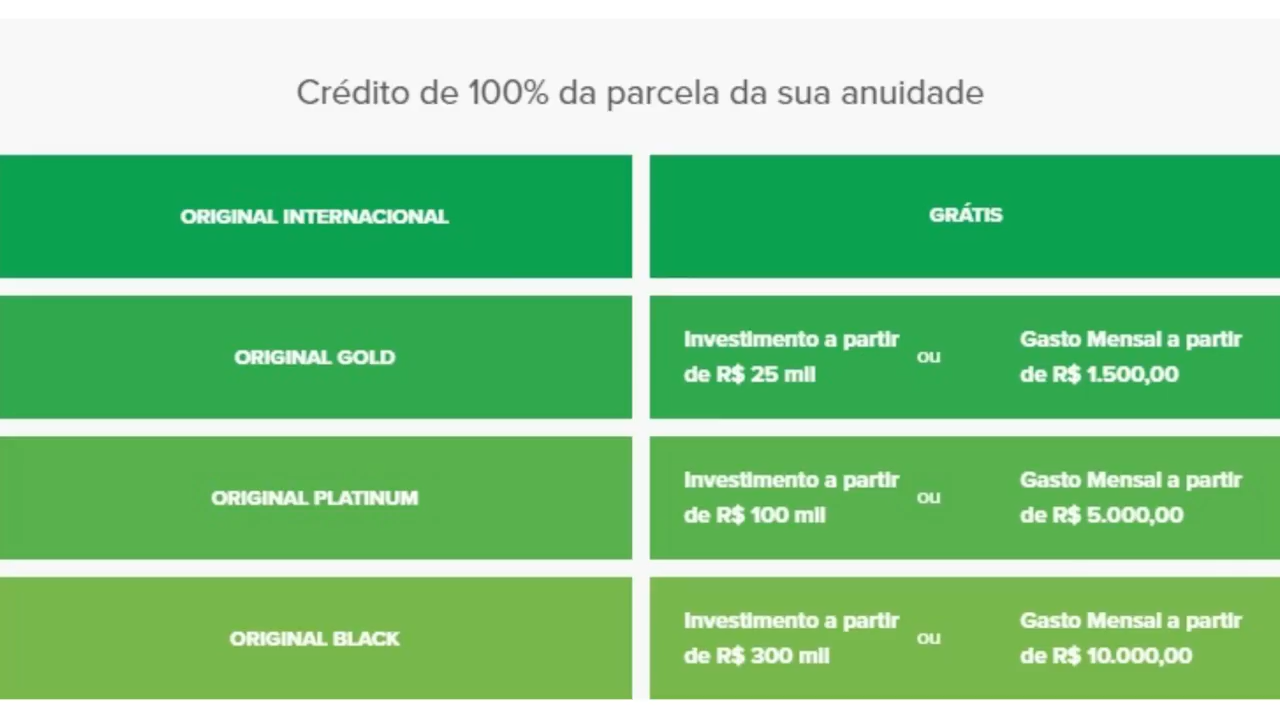 Crédito de 100% da parcela da sua anuidade
ORIGINAL INTERNACIONAL
GRÁTIS
ORIGINAL GOLD
Investimento a partir
de R$ 25 mil
ou
Gasto Mensal a partir
de R$ 1.500,00
ORIGINAL PLATINUM
Investimento a partir
de R$ 100 mil
ou
Gasto Mensal a partir
de R$ 5.000,00
ORIGINAL BLACK
Investimento a partir
de R$ 300 mil
ou
Gasto Mensal a partir
de R$ 10.000,00